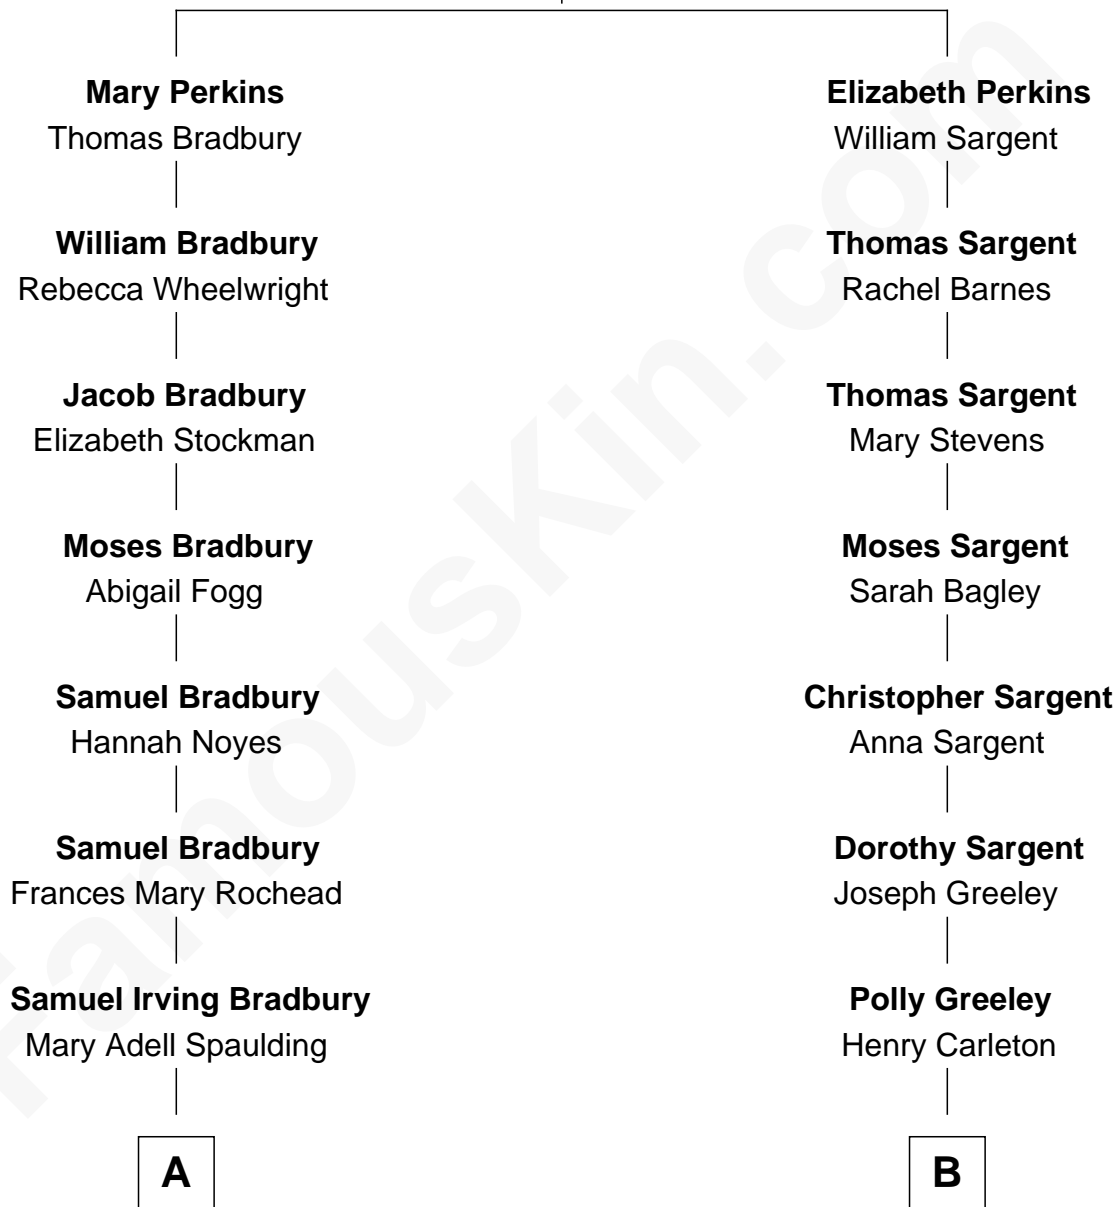 Mary Perkins
Thomas Bradbury
William Bradbury
Rebecca Wheelwright
Jacob Bradbury
Elizabeth Stockman
Moses Bradbury
Abigail Fogg
Samuel Bradbury
Hannah Noyes
Samuel Bradbury
Frances Mary Rochead
Samuel Irving Bradbury
Mary Adell Spaulding
A
Elizabeth Perkins
William Sargent
Thomas Sargent
Rachel Barnes
Thomas Sargent
Mary Stevens
Moses Sargent
Sarah Bagley
Christopher Sargent
Anna Sargent
Dorothy Sargent
Joseph Greeley
Polly Greeley
Henry Carleton
B
FamousKin.com